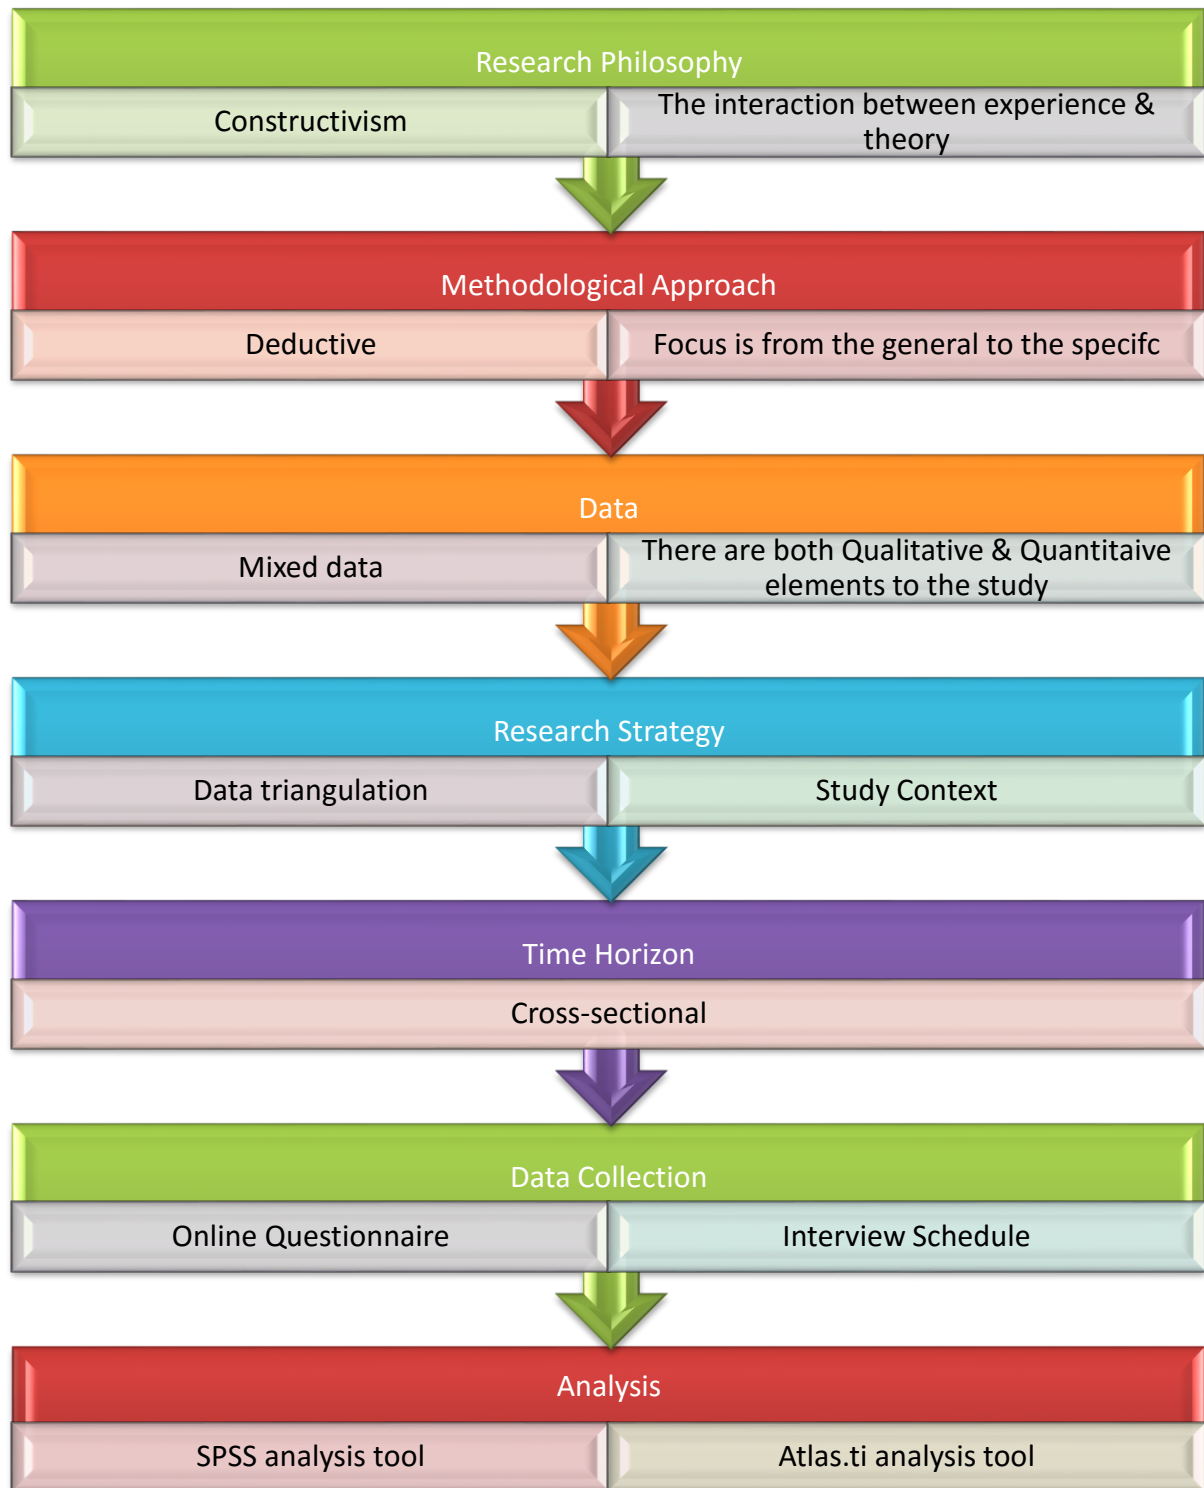 Research Philosophy
Constructivism
The interaction between experience &
theory
Methodological Approach
Deductive
Focus is from the general to the specifc
Data
Mixed data
There are both Qualitative & Quantitaive
elements to the study
Research Strategy
Data triangulation
Study Context
Time Horizon
Cross-sectional
Data Collection
Online Questionnaire
Interview Schedule
Analysis
SPSS analysis tool
Atlas.ti analysis tool